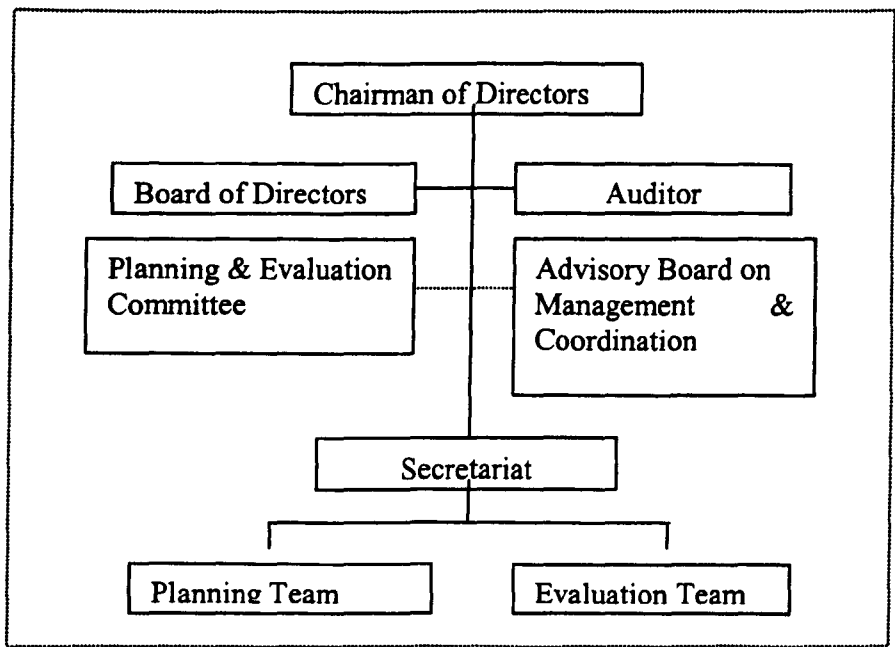 Chairman of Directors
Board of Directors
Auditor
Planning & Evaluation
Committee
Advisory Board on
Management &
Coordination
Secretariat
Planning Team
Evaluation Team